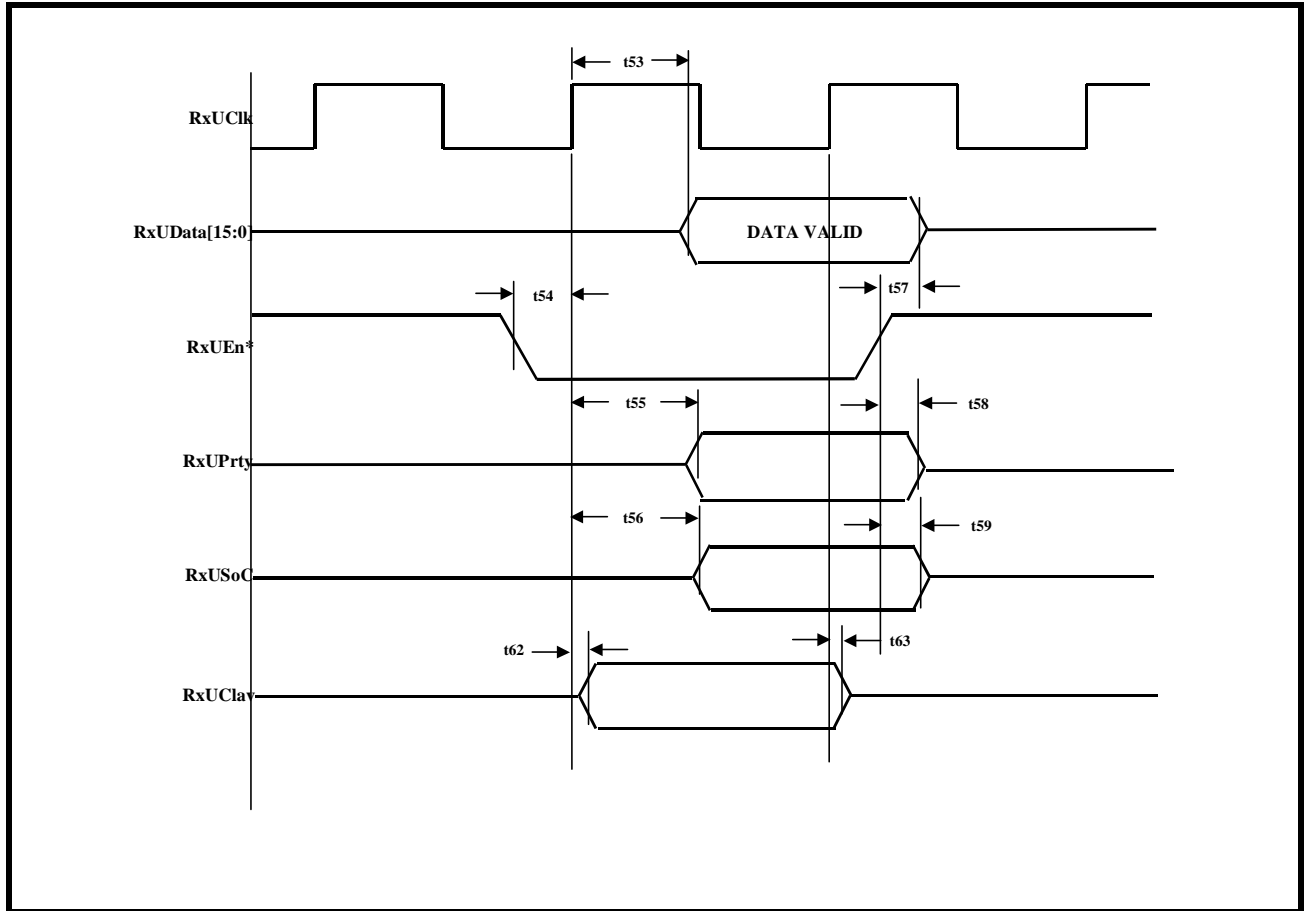 t53
RxUClk
RxUData[15:0]
DATA VALID
t54
t57
RxUEn*
t55
t58
RxUPrty
t56
t59
RxUSoC
t62
t63
RxUClav